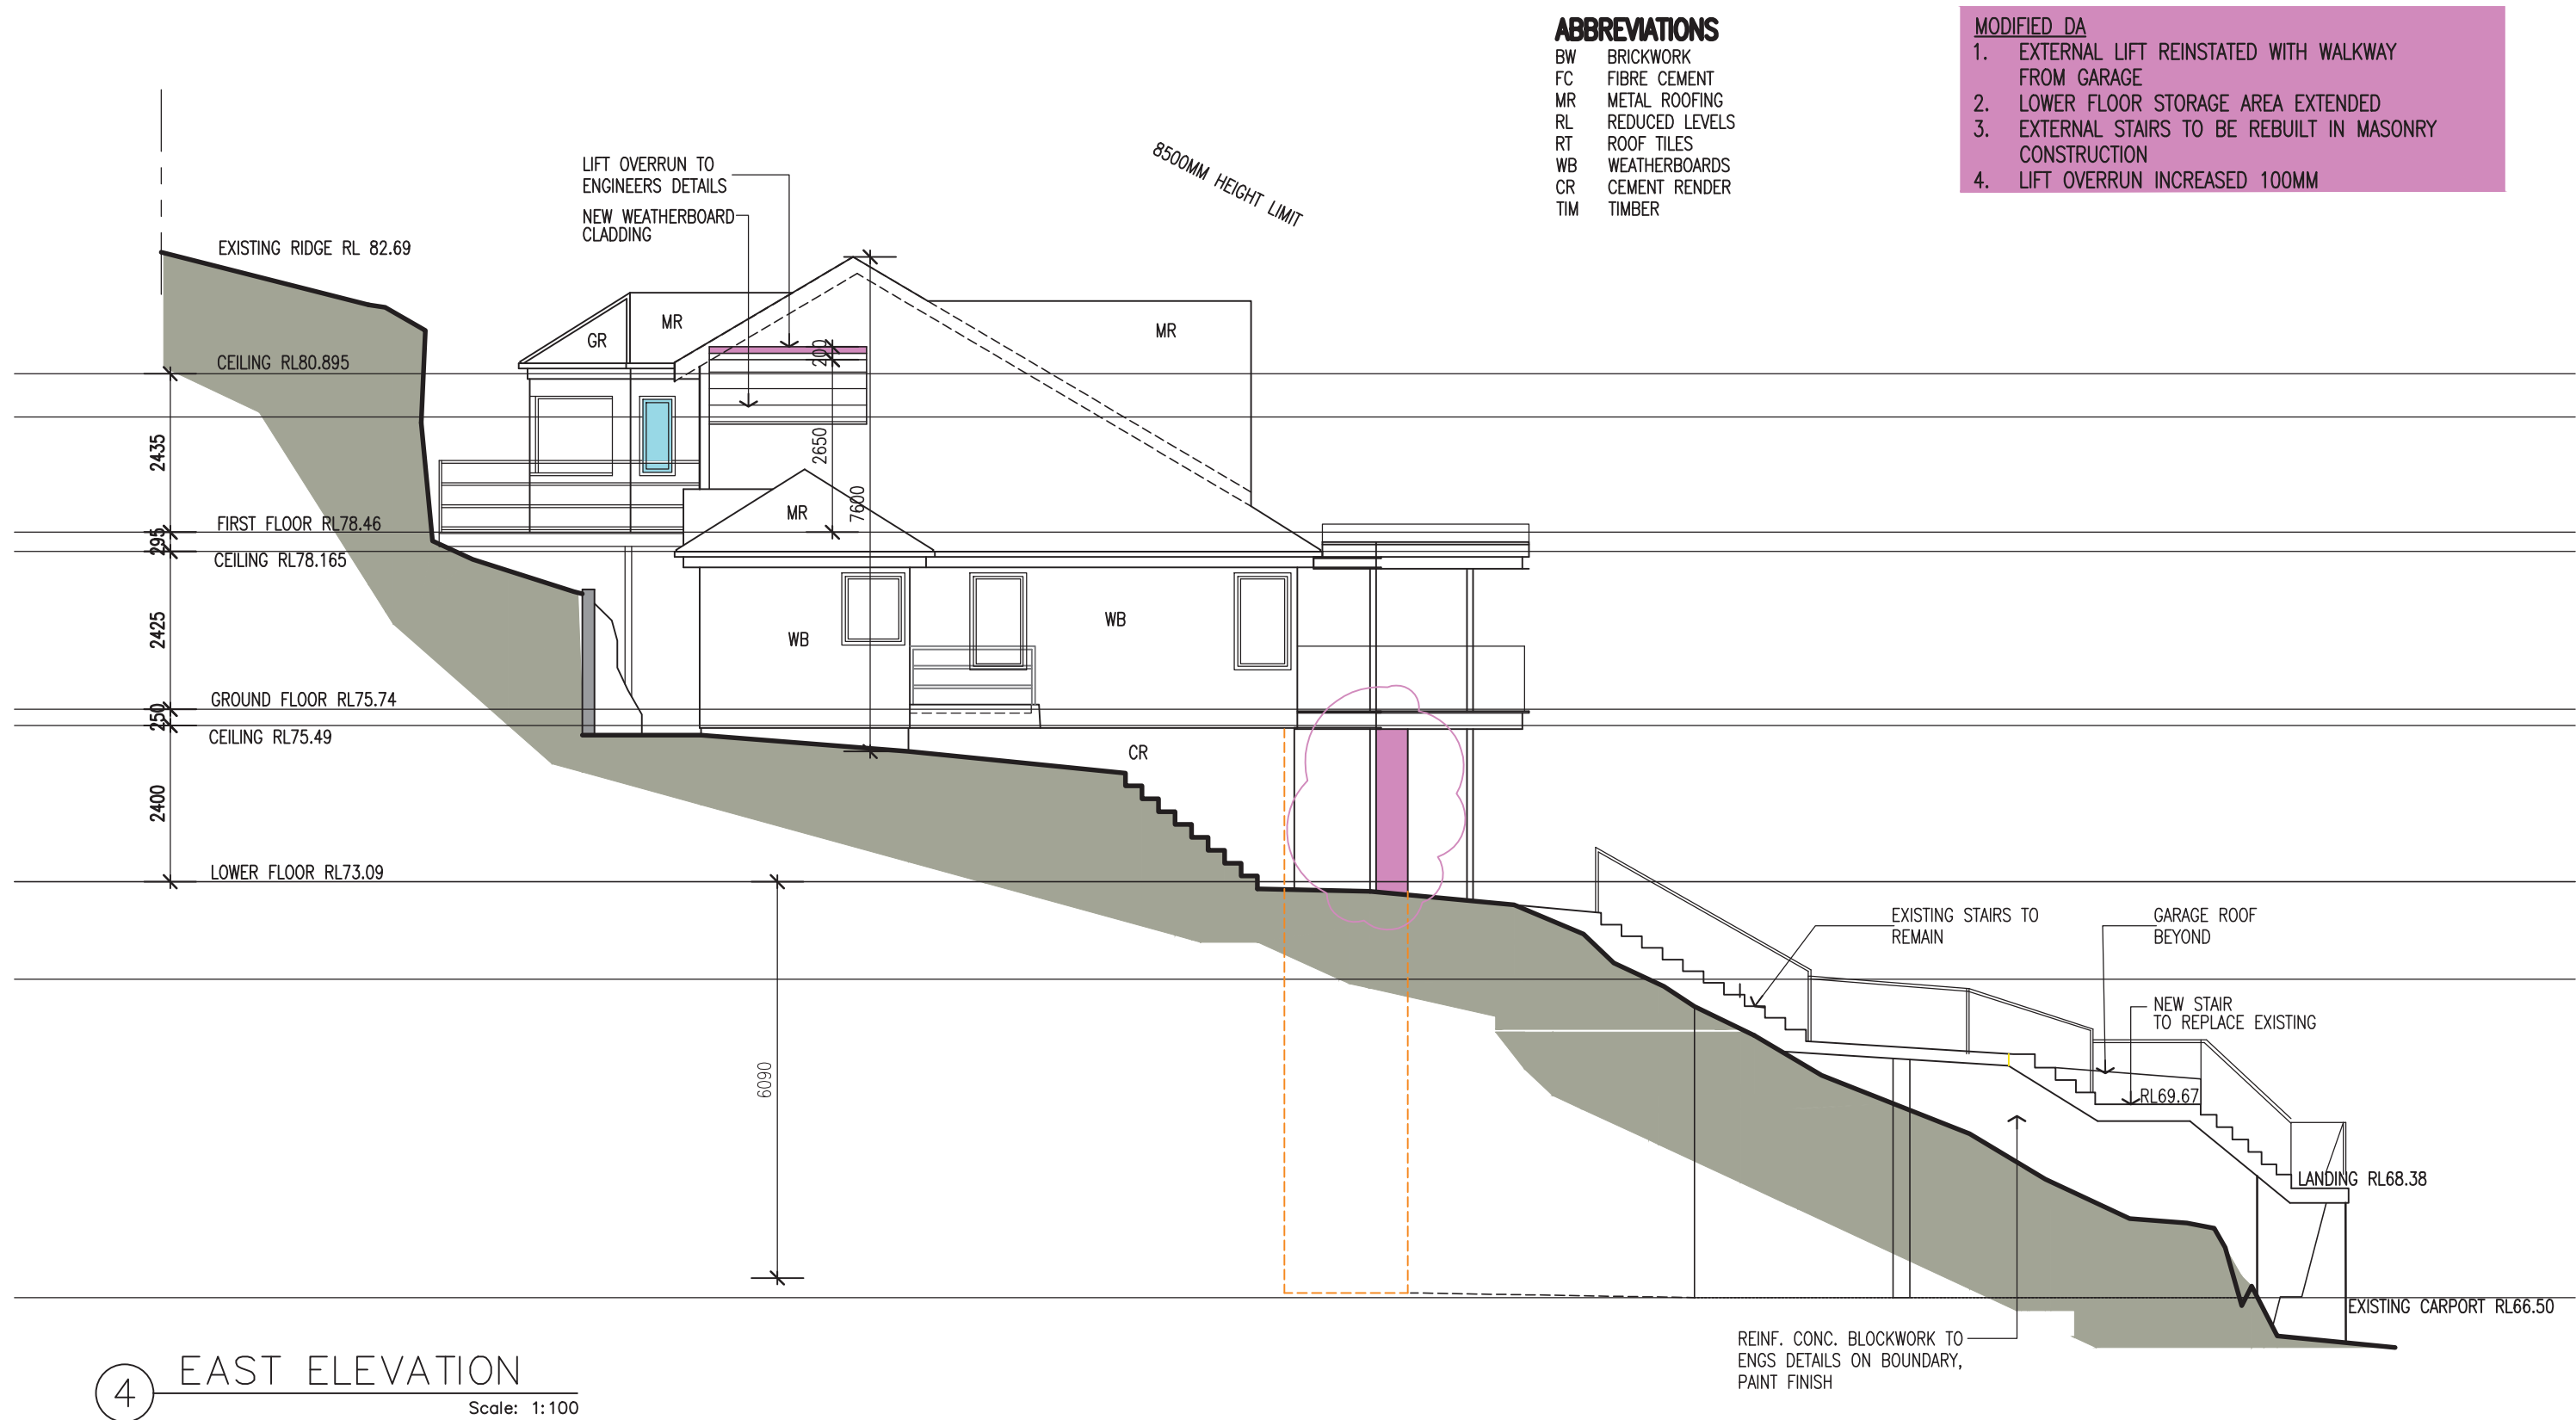 ABBREVIATIONS
BW BRICKWORK
FC FIBRE CEMENT
MR METAL ROOFING
RL REDUCED LEVELS
RT ROOF TILES
WB WEATHERBOARDS
CR CEMENT RENDER
TIM TIMBER
MODIFIED DA
1. EXTERNAL LIFT REINSTATED WITH WALKWAY
FROM GARAGE
2. LOWER FLOOR STORAGE AREA EXTENDED
3. EXTERNAL STAIRS TO BE REBUILT IN MASONRY
CONSTRUCTION
4. LIFT OVERRUN INCREASED 100MM
8500MM HEIGHT LIMIT
LIFT OVERRUN TO
ENGINEERS DETAILS
NEW WEATHERBOARD
CLADDING
EXISTING RIDGE RL 82.69
GR
MR
MR
200
CEILING RL80.895
2435
2650
7600
MR
FIRST FLOOR RL78.46
295
CEILING RL78.165
2425
WB
WB
GROUND FLOOR RL75.74
250
CEILING RL75.49
CR
2400
LOWER FLOOR RL73.09
6090
EXISTING STAIRS TO
REMAIN
GARAGE ROOF
BEYOND
NEW STAIR
TO REPLACE EXISTING
RL69.67
LANDING RL68.38
EXISTING CARPORT RL66.50
REINF. CONC. BLOCKWORK TO
ENGS DETAILS ON BOUNDARY,
PAINT FINISH
4 EAST ELEVATION
Scale: 1:100